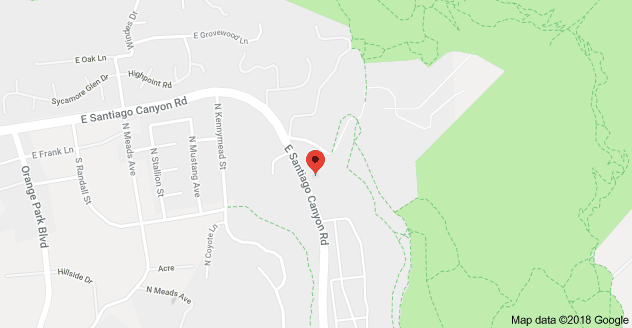 Windes Dr
E Grovewood Ln
E Oak Ln
Highpoint Rd
Sycamore Glen Dr
E Santiago Canyon Rd
N Kennymead St
N Meads Ave
E Frank Ln
S Randall St
N Stallion St
N Mustang Ave
E Santiago Canyon Rd
Orange Park Blvd
N Coyote Ln
Hillside Dr
Acre
N Meads Ave
Map data ©2018 Google